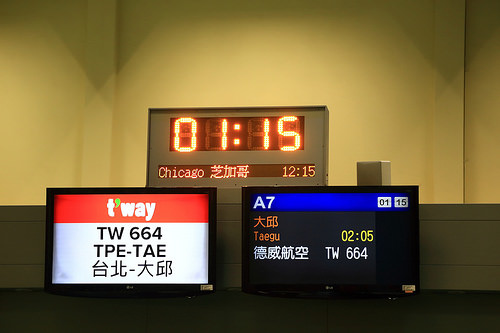 01:15
Chicago 芝加哥 12:15
t'way
TW 664
TPE-TAE
台北-大邱
A7 01 15
大邱
Taegu 02:05
德威航空 TW 664